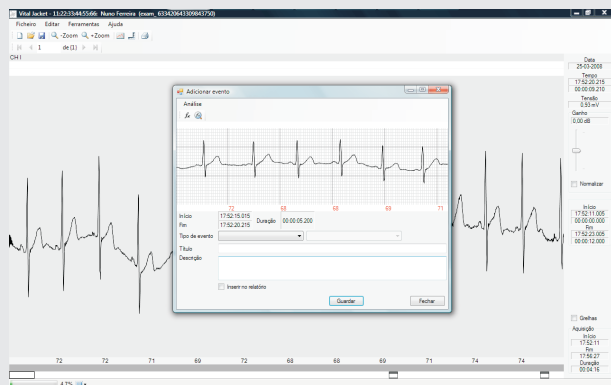 Vital Jacket - 11:22:33:44:55:66: Nuno Ferreira (exam_633420643309843750)
Ficheiro Editar Ferramentas Ajuda
-Zoom +Zoom
1 de {1}
CH I
Data
25-03-2008
Tempo
17:52:20.215
00:00:09.210
Tensão
0,93 mV
Ganho
0,00 dB
Normalizar
Início
17:52:11.005
00:00:00.000
Fim
17:52:23.005
00:00:12.000
Grelhas
Aquisição
Início
17:52:11
Fim
17:56:27
Duração
00:04:16
Adicionar evento
Análise
fx
72 68 68 69 71
Início 17:52:15.015 Duração 00:00:05.200
Fim 17:52:20.215
Tipo de evento
Título
Descrição
Inserir no relatório
Guardar Fechar
72 72 71 69 72 68 68 69 71 74 74